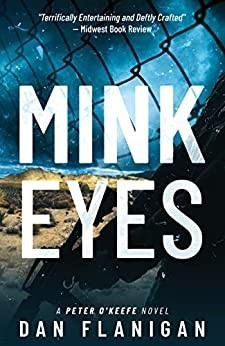 "Terrifically Entertaining and Deftly Crafted"
— Midwest Book Review
MINK
EYES
A PETER O'KEEFE NOVEL
DAN FLANIGAN